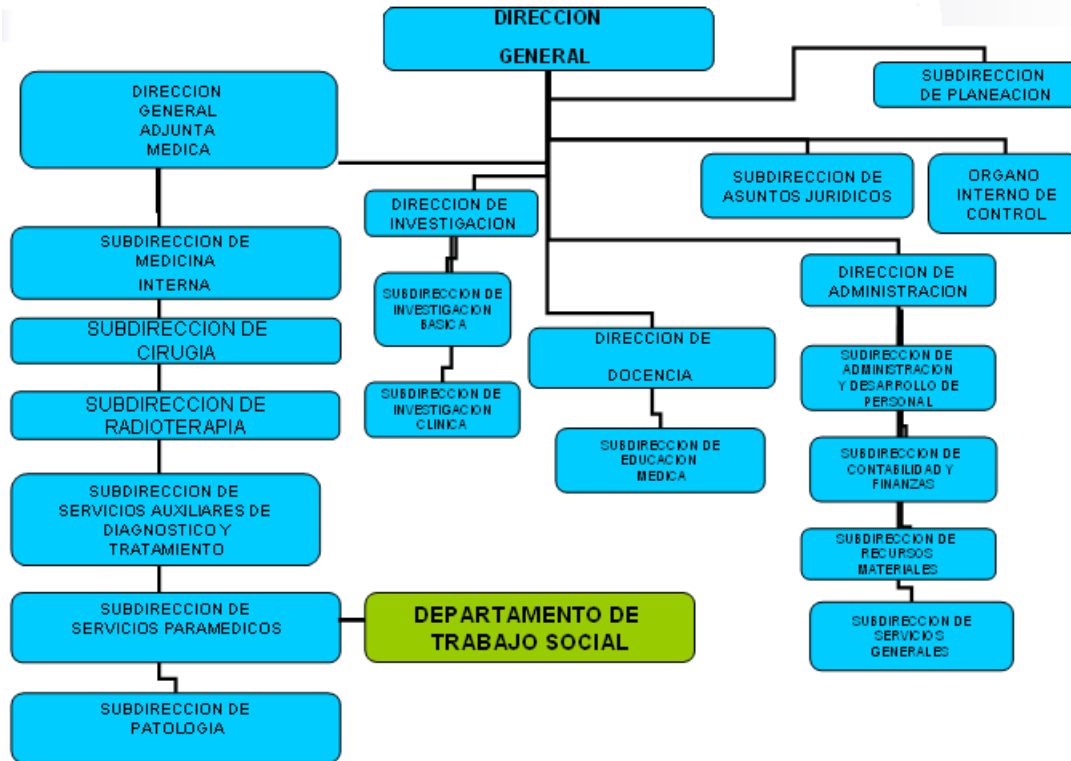 DIRECCION
GENERAL
SUBDIRECCION
DE PLANEACION
DIRECCION
GENERAL
ADJUNTA
MEDICA
SUBDIRECCION DE
ASUNTOS JURIDICOS
ORGANO
INTERNO DE
CONTROL
DIRECCION DE
INVESTIGACION
SUBDIRECCION DE
MEDICINA
INTERNA
DIRECCION DE
ADMINISTRACION
SUBDIRECCION DE
INVESTIGACION
BASICA
SUBDIRECCION DE
CIRUGIA
DIRECCION DE
DOCENCIA
SUDIRECCION DE
ADMINISTRACION
Y DESARROLLO DE
PERSONAL
SUBDIRECCION DE
INVESTIGACION
CLINICA
SUBDIRECCION DE
RADIOTERAPIA
SUBDIRECCION DE
EDUCACION
MEDICA
SUBDIRECCION DE
CONTABILIDAD Y
FINANZAS
SUBDIRECCION DE
SERVICIOS AUXILIARES DE
DIAGNOSTICO Y
TRATAMIENTO
SUBDIRECCION DE
RECURSOS
MATERIALES
SUBDIRECCION DE
SERVICIOS PARAMEDICOS
DEPARTAMENTO DE
TRABAJO SOCIAL
SUBDIRECCION DE
SERVICIOS
GENERALES
SUBDIRECCION DE
PATOLOGIA